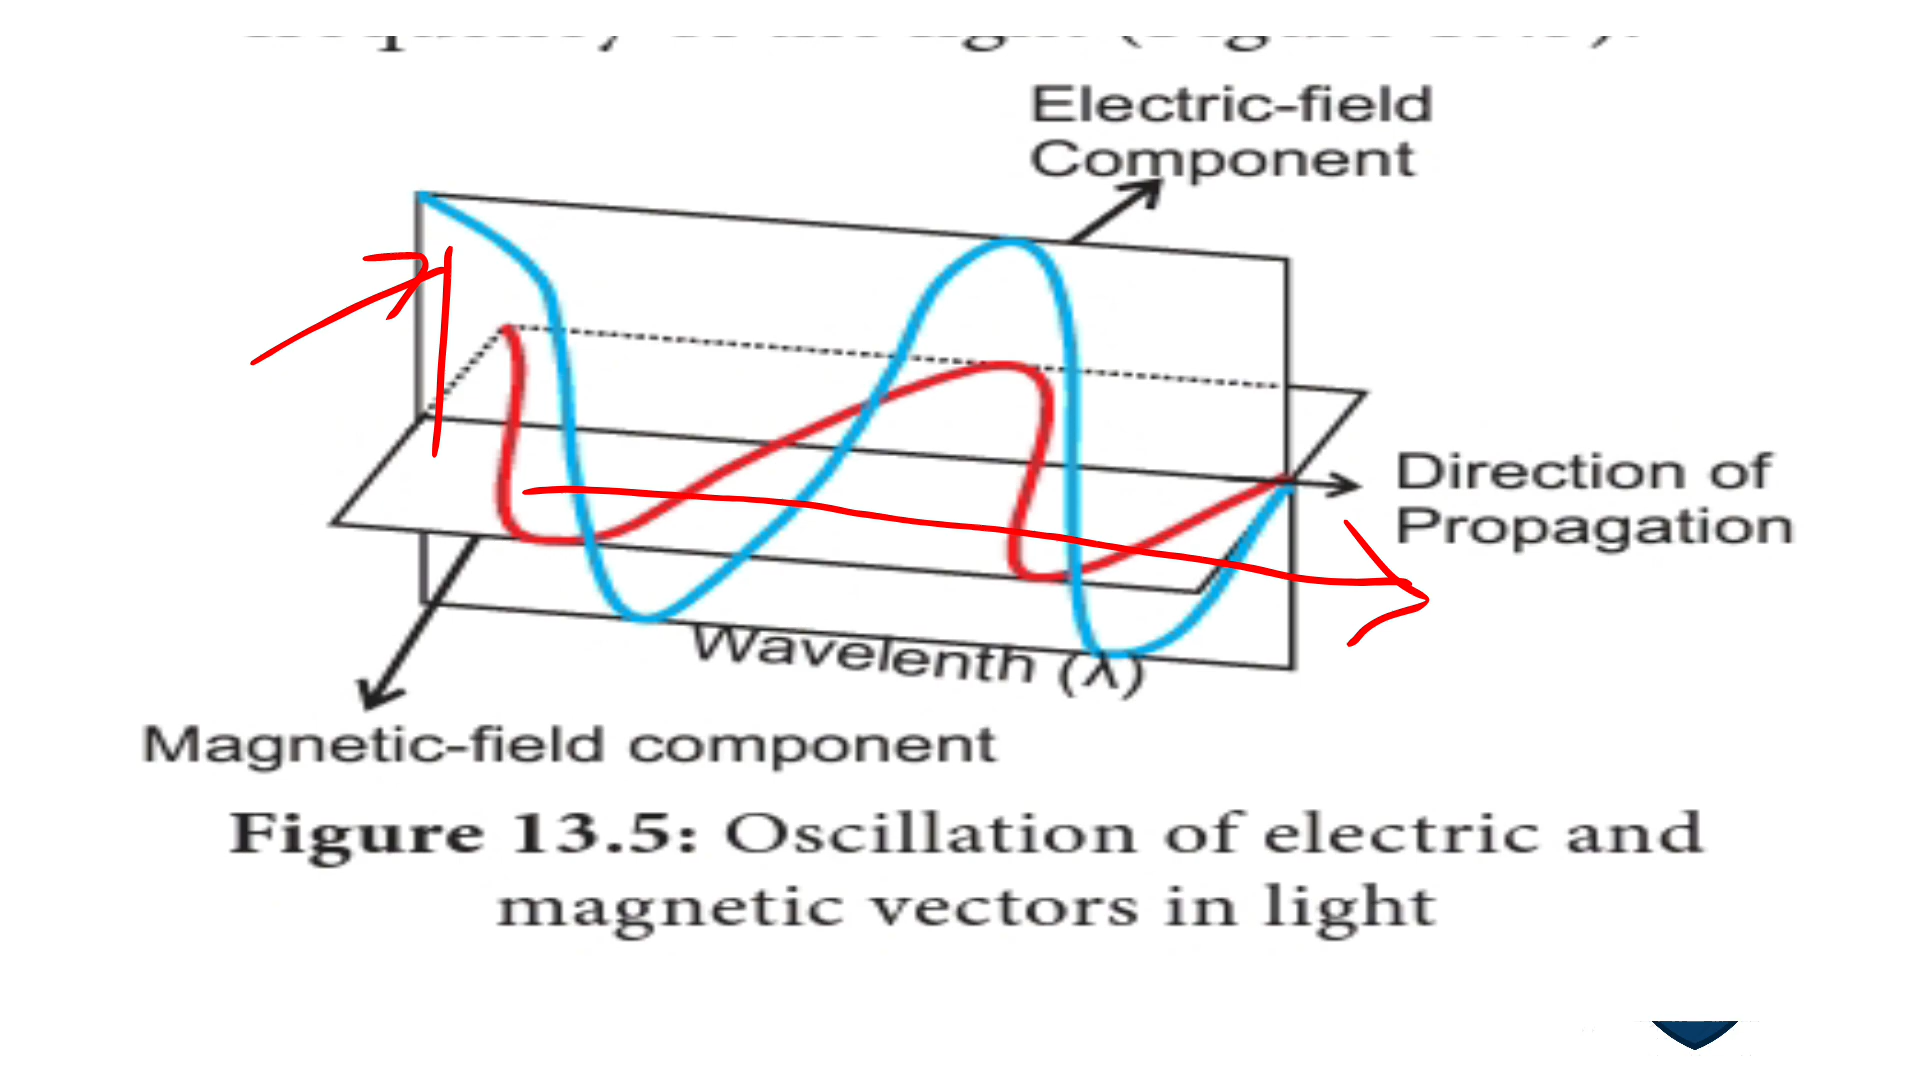 Electric-field
Component
Direction of
Propagation
Wavelenth (λ)
Magnetic-field component
Figure 13.5: Oscillation of electric and
magnetic vectors in light